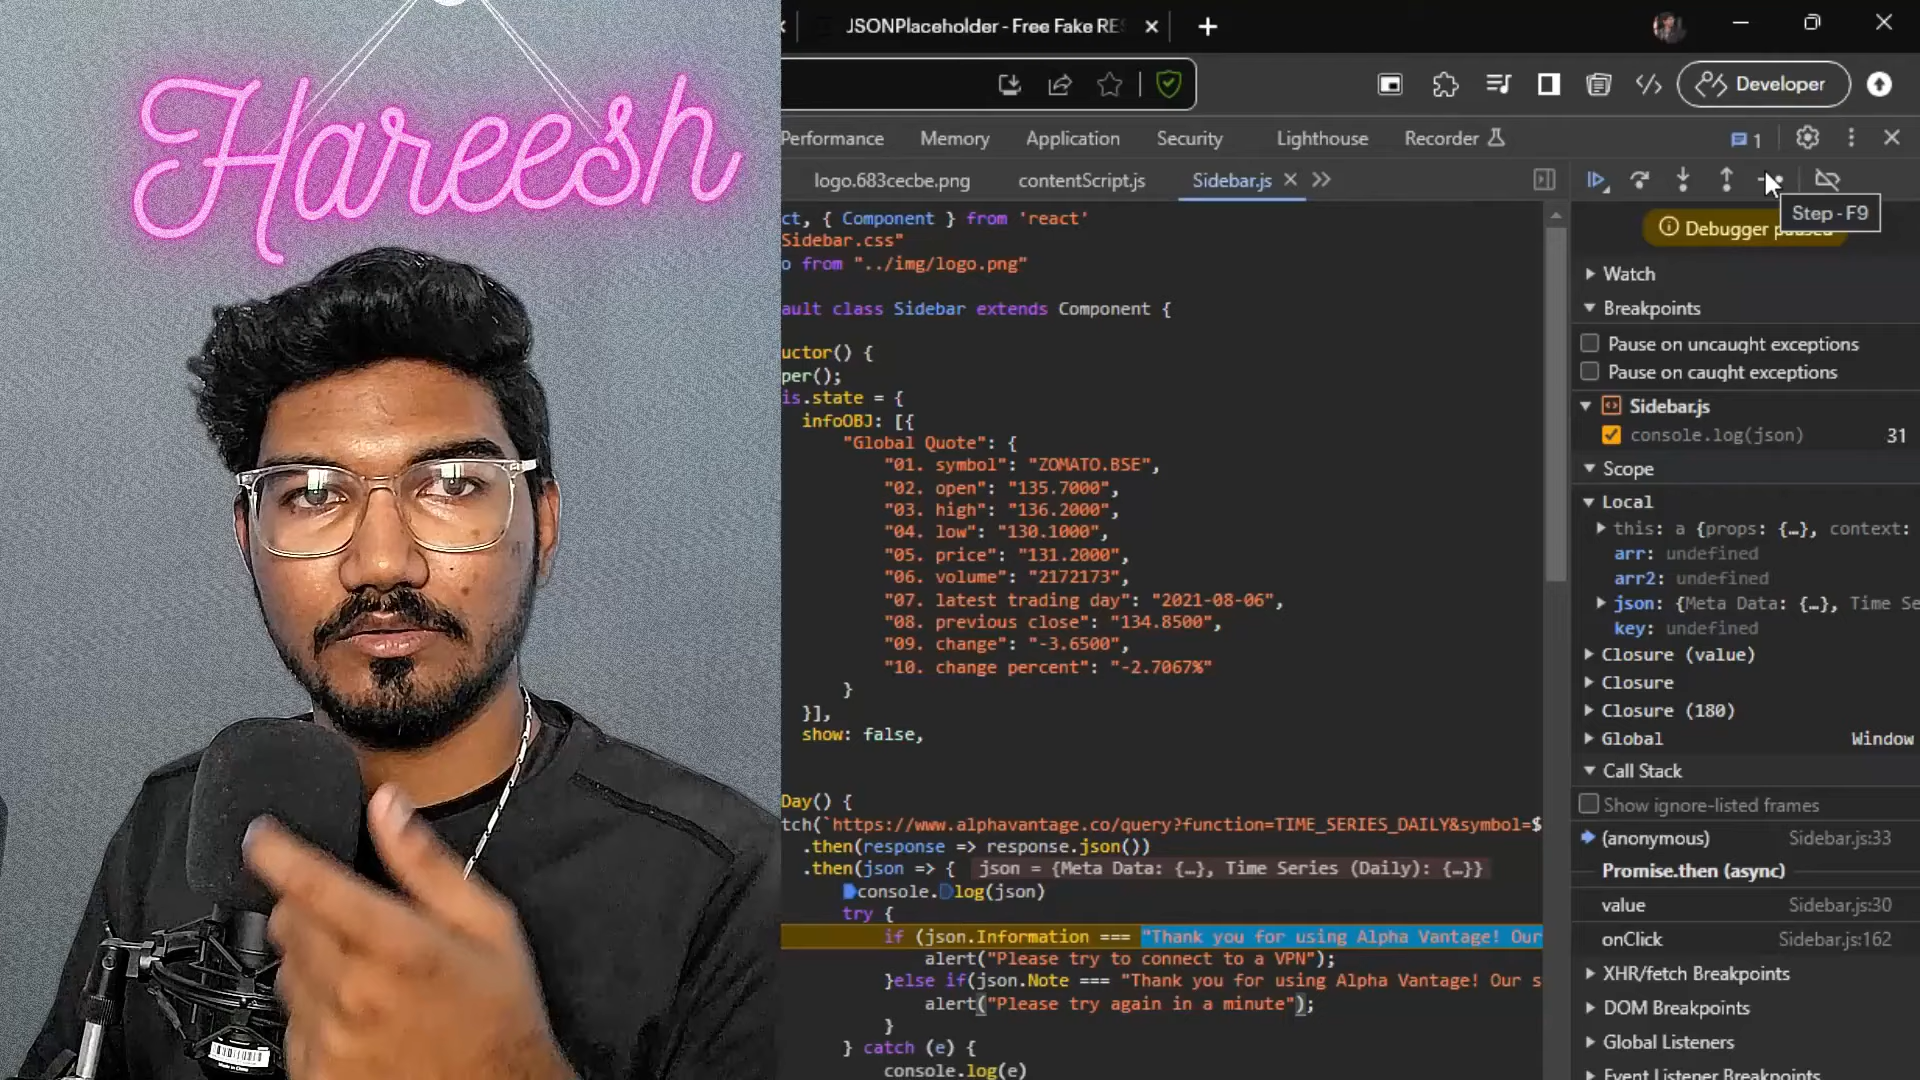 Hareesh
JSONPlaceholder - Free Fake RES
Developer
Performance
Memory
Application
Security
Lighthouse
Recorder
1
logo.683cecbe.png
contentScript.js
Sidebar.js
Step - F9
Debugger paused
ct, { Component } from 'react'
Sidebar.css"
o from "../img/logo.png"
ault class Sidebar extends Component {
uctor() {
per();
is.state = {
infoOBJ: [{
"Global Quote": {
"01. symbol": "ZOMATO.BSE",
"02. open": "135.7000",
"03. high": "136.2000",
"04. low": "130.1000",
"05. price": "131.2000",
"06. volume": "2172173",
"07. latest trading day": "2021-08-06",
"08. previous close": "134.8500",
"09. change": "-3.6500",
"10. change percent": "-2.7067%"
}
}],
show: false,
Day() {
tch(`https://www.alphavantage.co/query?function=TIME_SERIES_DAILY&symbol=$
.then(response => response.json())
.then(json => { json = {Meta Data: {…}, Time Series (Daily): {…}}
console.log(json)
try {
if (json.Information === "Thank you for using Alpha Vantage! Our
alert("Please try to connect to a VPN");
}else if(json.Note === "Thank you for using Alpha Vantage! Our s
alert("Please try again in a minute");
}
} catch (e) {
console.log(e)
Watch
Breakpoints
Pause on uncaught exceptions
Pause on caught exceptions
Sidebar.js
console.log(json) 31
Scope
Local
this: a {props: {…}, context:
arr: undefined
arr2: undefined
json: {Meta Data: {…}, Time Se
key: undefined
Closure (value)
Closure
Closure (180)
Global Window
Call Stack
Show ignore-listed frames
(anonymous) Sidebar.js:33
Promise.then (async)
value Sidebar.js:30
onClick Sidebar.js:162
XHR/fetch Breakpoints
DOM Breakpoints
Global Listeners
Event Listener Breakpoints